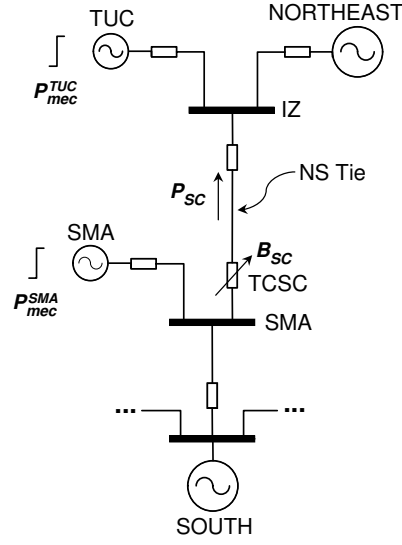 TUC
NORTHEAST
P_mec^TUC
IZ
P_SC
NS Tie
SMA
B_SC
TCSC
P_mec^SMA
SMA
...
...
SOUTH